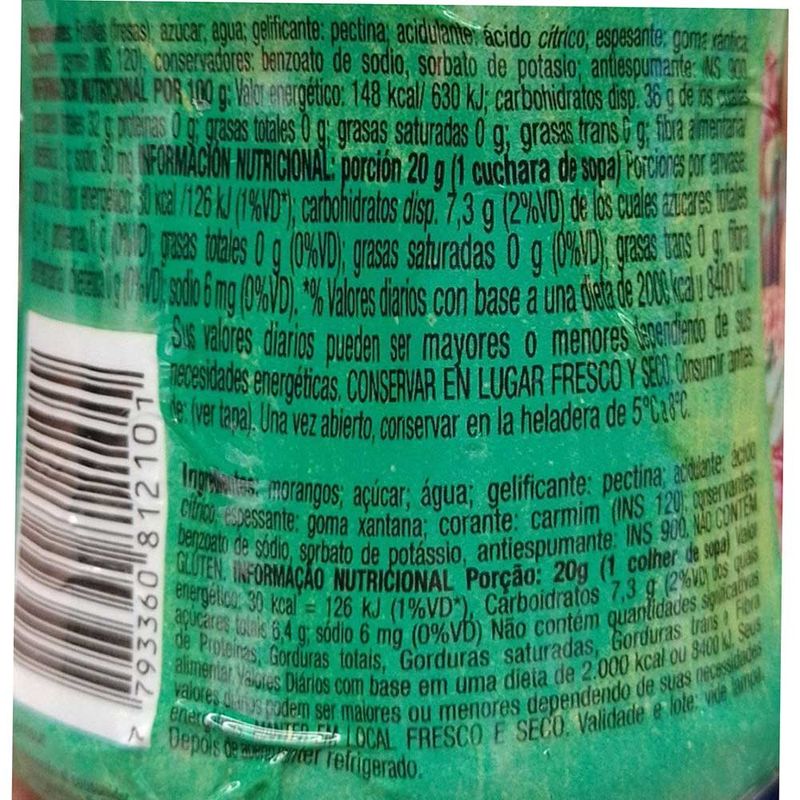 (fresas), azúcar, agua; gelificante: pectina; acidulante: ácido cítrico, espesante: goma xántica,
INS 120), conservadores: benzoato de sodio, sorbato de potasio, antiespumante: INS 900.
NUTRICIONAL POR 100 g: Valor energético: 148 kcal/ 630 kJ; carbohidratos disp. 36 g de los cuales
32 g; proteínas 0 g; grasas totales 0 g; grasas saturadas 0 g; grasas trans 0 g; fibra alimentaria
sodio 30 mg INFORMACIÓN NUTRICIONAL: porción 20 g (1 cuchara de sopa) Porciones por envase:
energético: 30 kcal /126 kJ (1%VD*); carbohidratos disp. 7,3 g (2%VD) de los cuales azúcares totales
0 g (0%VD); grasas totales 0 g (0%VD); grasas saturadas 0 g (0%VD); grasas trans 0 g; fibra
sodio 6 mg (0%VD). *% Valores diarios con base a una dieta de 2000 kcal u 8400 kJ.
Sus valores diarios pueden ser mayores o menores dependiendo de sus
necesidades energéticas. CONSERVAR EN LUGAR FRESCO Y SECO. Consumir antes
de: (ver tapa). Una vez abierto, conservar en la heladera de 5°C a 8°C.
Ingredientes: morangos; açúcar; água; gelificante: pectina; acidulante: ácido
cítrico; espessante: goma xantana; corante: carmim (INS 120), conservantes:
benzoato de sódio, sorbato de potássio, antiespumante: INS 900. NÃO CONTÉM
GLÚTEN. INFORMAÇÃO NUTRICIONAL Porção: 20g (1 colher de sopa) Valor
energético: 30 kcal = 126 kJ (1%VD*), Carboidratos 7,3 g (2%VD) dos quais
açúcares totais 6,4 g; sódio 6 mg (0%VD) Não contém quantidades significativas
de Proteínas, Gorduras totais, Gorduras saturadas, Gorduras trans Fibra
alimentar. Valores Diários com base em uma dieta de 2.000 kcal ou 8400 kJ. Seus
valores diários podem ser maiores ou menores dependendo de suas necessidades
MANTER EM LOCAL FRESCO E SECO. Validade e lote: vide tampa.
Depois de aberto manter refrigerado.
7 793360 812101